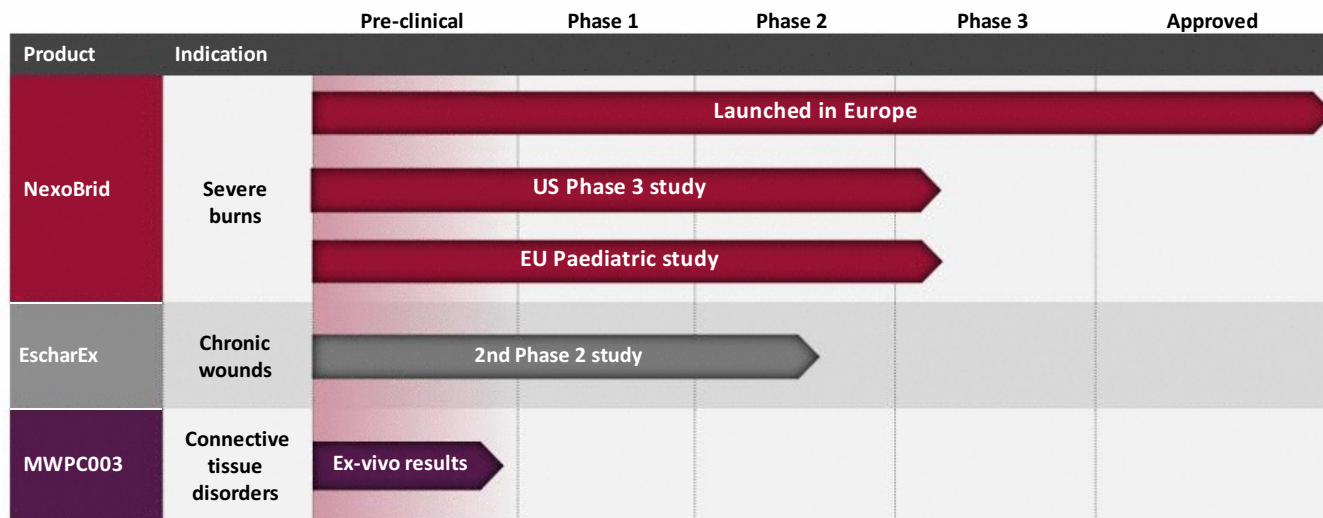 Pre-clinical Phase 1 Phase 2 Phase 3 Approved
Product Indication
Launched in Europe
NexoBrid
Severe
burns
US Phase 3 study
EU Paediatric study
EscharEx
Chronic
wounds
2nd Phase 2 study
MWPC003
Connective
tissue
disorders
Ex-vivo results